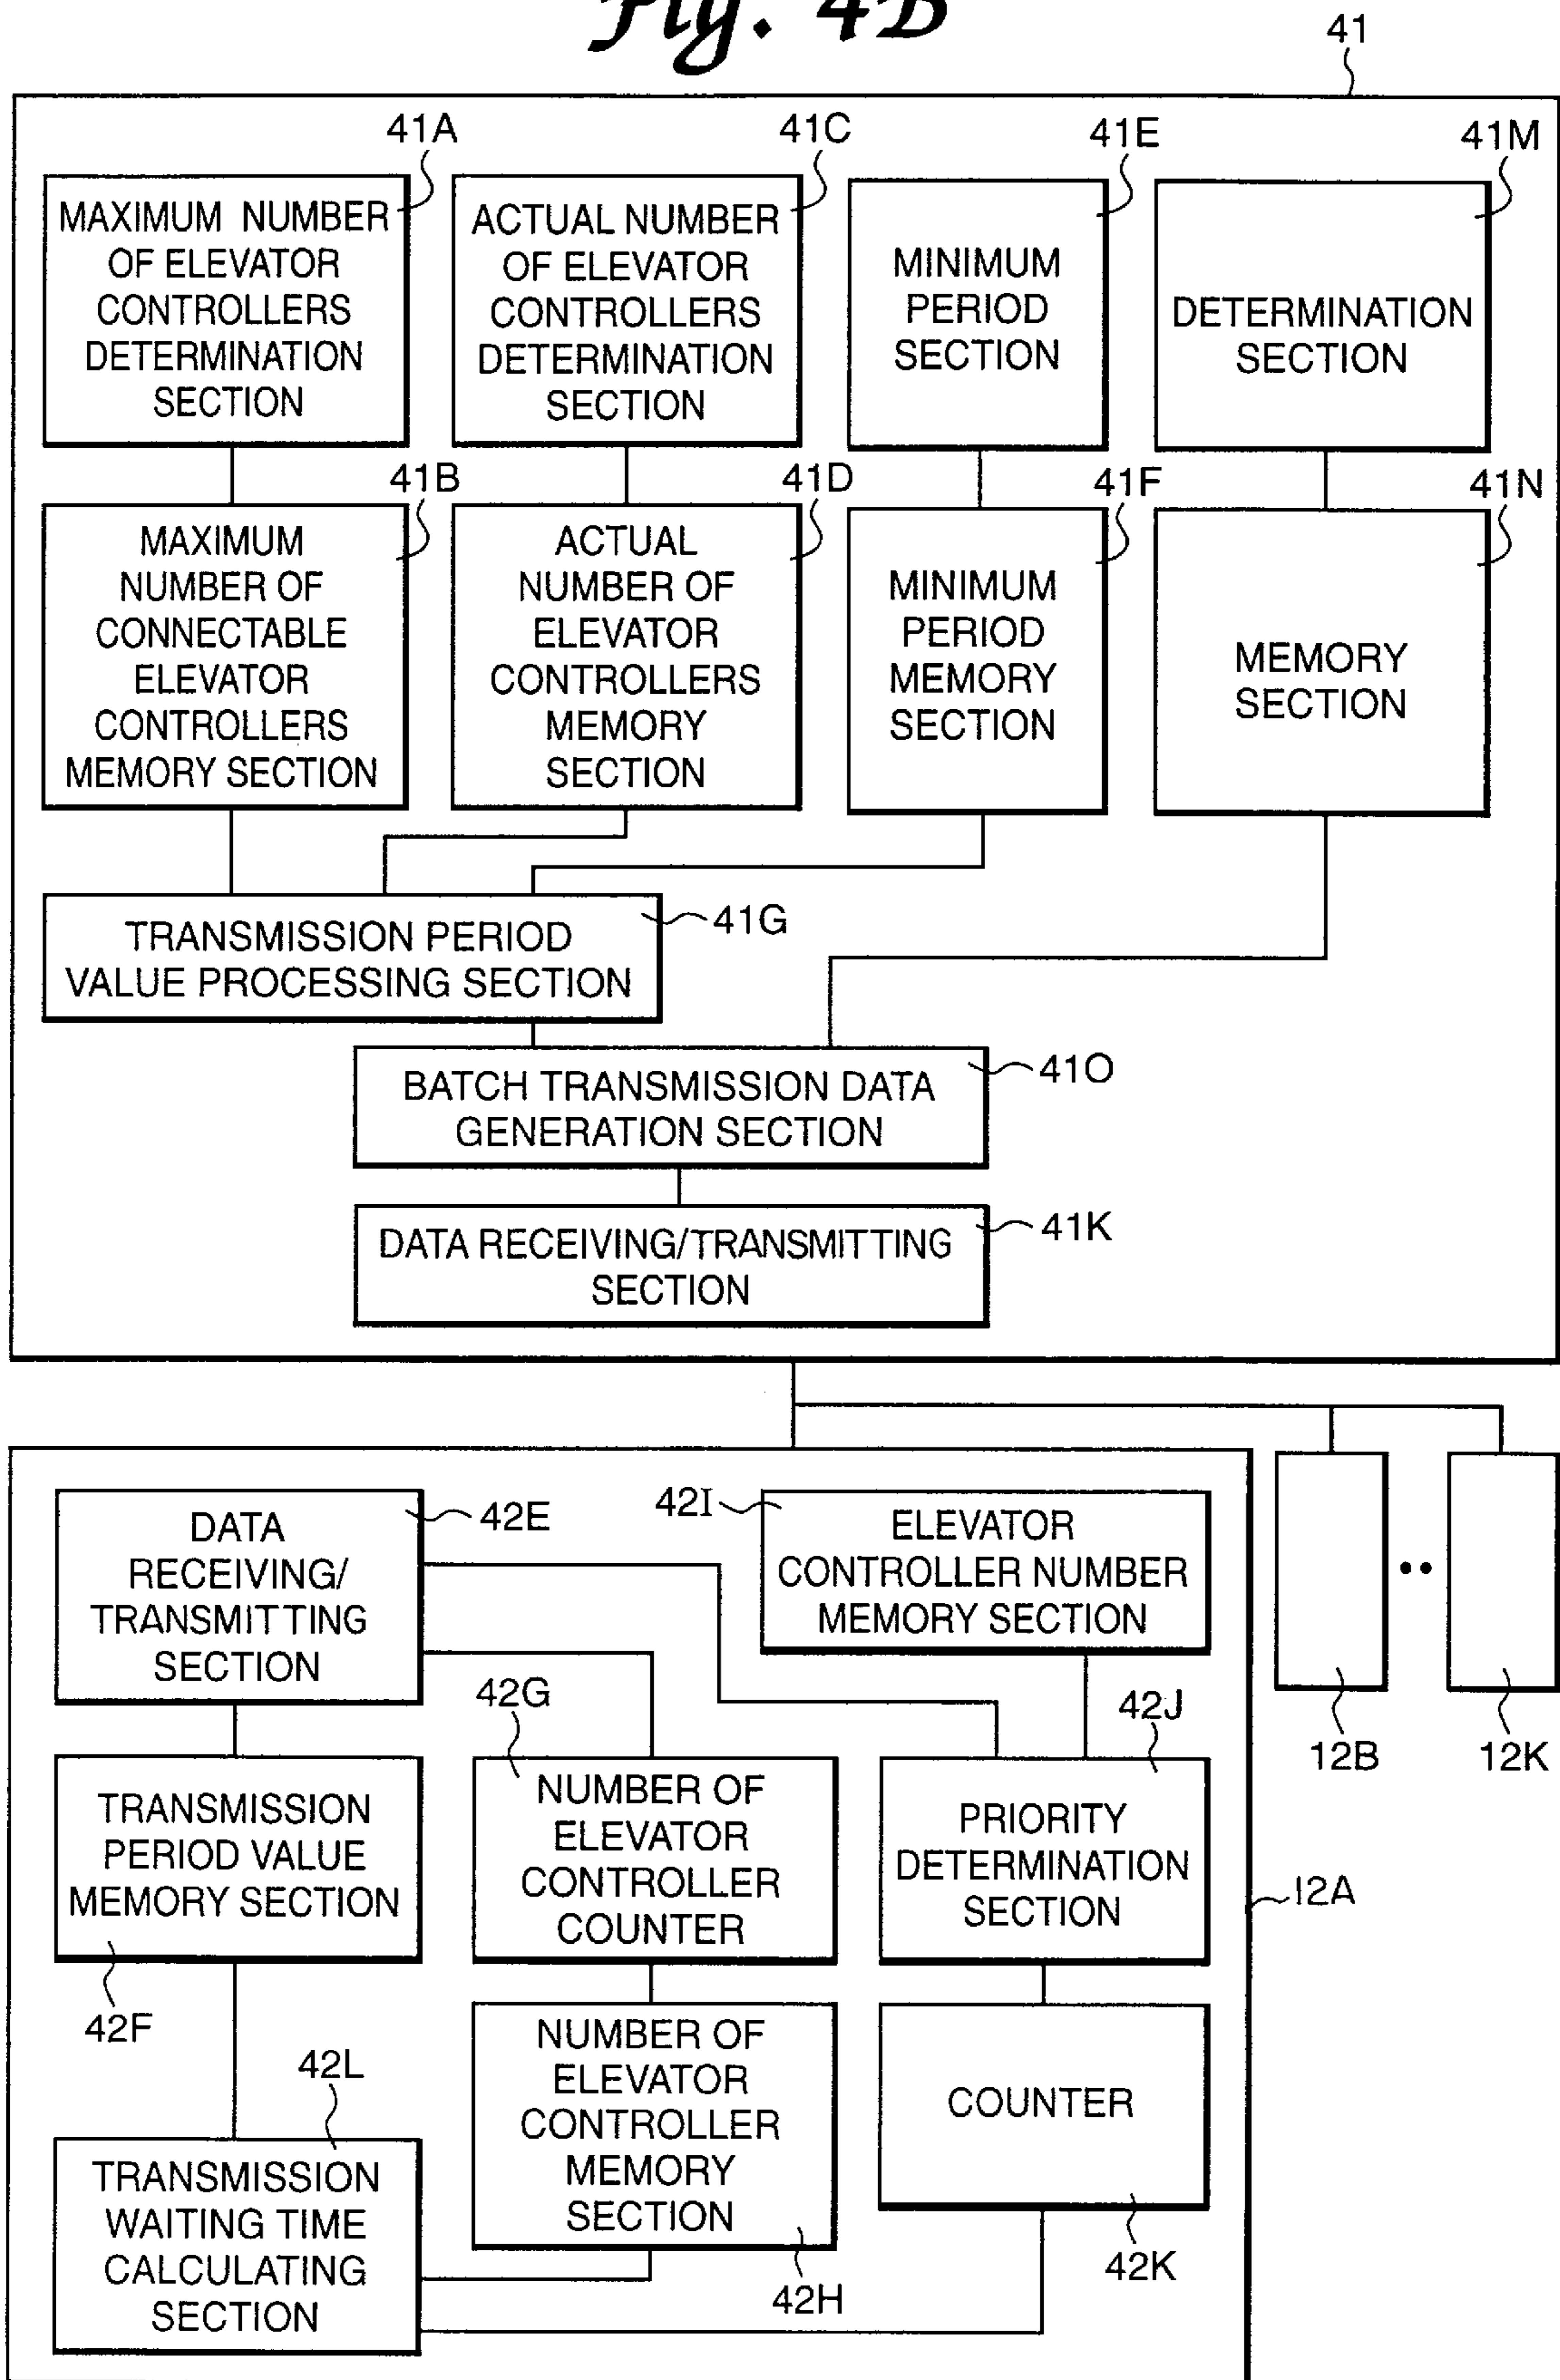 Fig. 4B
41
41A
41C
41E
41M
MAXIMUM NUMBER
OF ELEVATOR
CONTROLLERS
DETERMINATION
SECTION
ACTUAL NUMBER
OF ELEVATOR
CONTROLLERS
DETERMINATION
SECTION
MINIMUM
PERIOD
SECTION
DETERMINATION
SECTION
41B
41D
41F
41N
MAXIMUM
NUMBER OF
CONNECTABLE
ELEVATOR
CONTROLLERS
MEMORY SECTION
ACTUAL
NUMBER OF
ELEVATOR
CONTROLLERS
MEMORY
SECTION
MINIMUM
PERIOD
MEMORY
SECTION
MEMORY
SECTION
TRANSMISSION PERIOD
VALUE PROCESSING SECTION
41G
BATCH TRANSMISSION DATA
GENERATION SECTION
41O
DATA RECEIVING/TRANSMITTING
SECTION
41K
DATA
RECEIVING/
TRANSMITTING
SECTION
42E
42I
ELEVATOR
CONTROLLER NUMBER
MEMORY SECTION
12B
12K
42G
42J
TRANSMISSION
PERIOD VALUE
MEMORY SECTION
NUMBER OF
ELEVATOR
CONTROLLER
COUNTER
PRIORITY
DETERMINATION
SECTION
12A
42F
42L
NUMBER OF
ELEVATOR
CONTROLLER
MEMORY
SECTION
COUNTER
TRANSMISSION
WAITING TIME
CALCULATING
SECTION
42H
42K